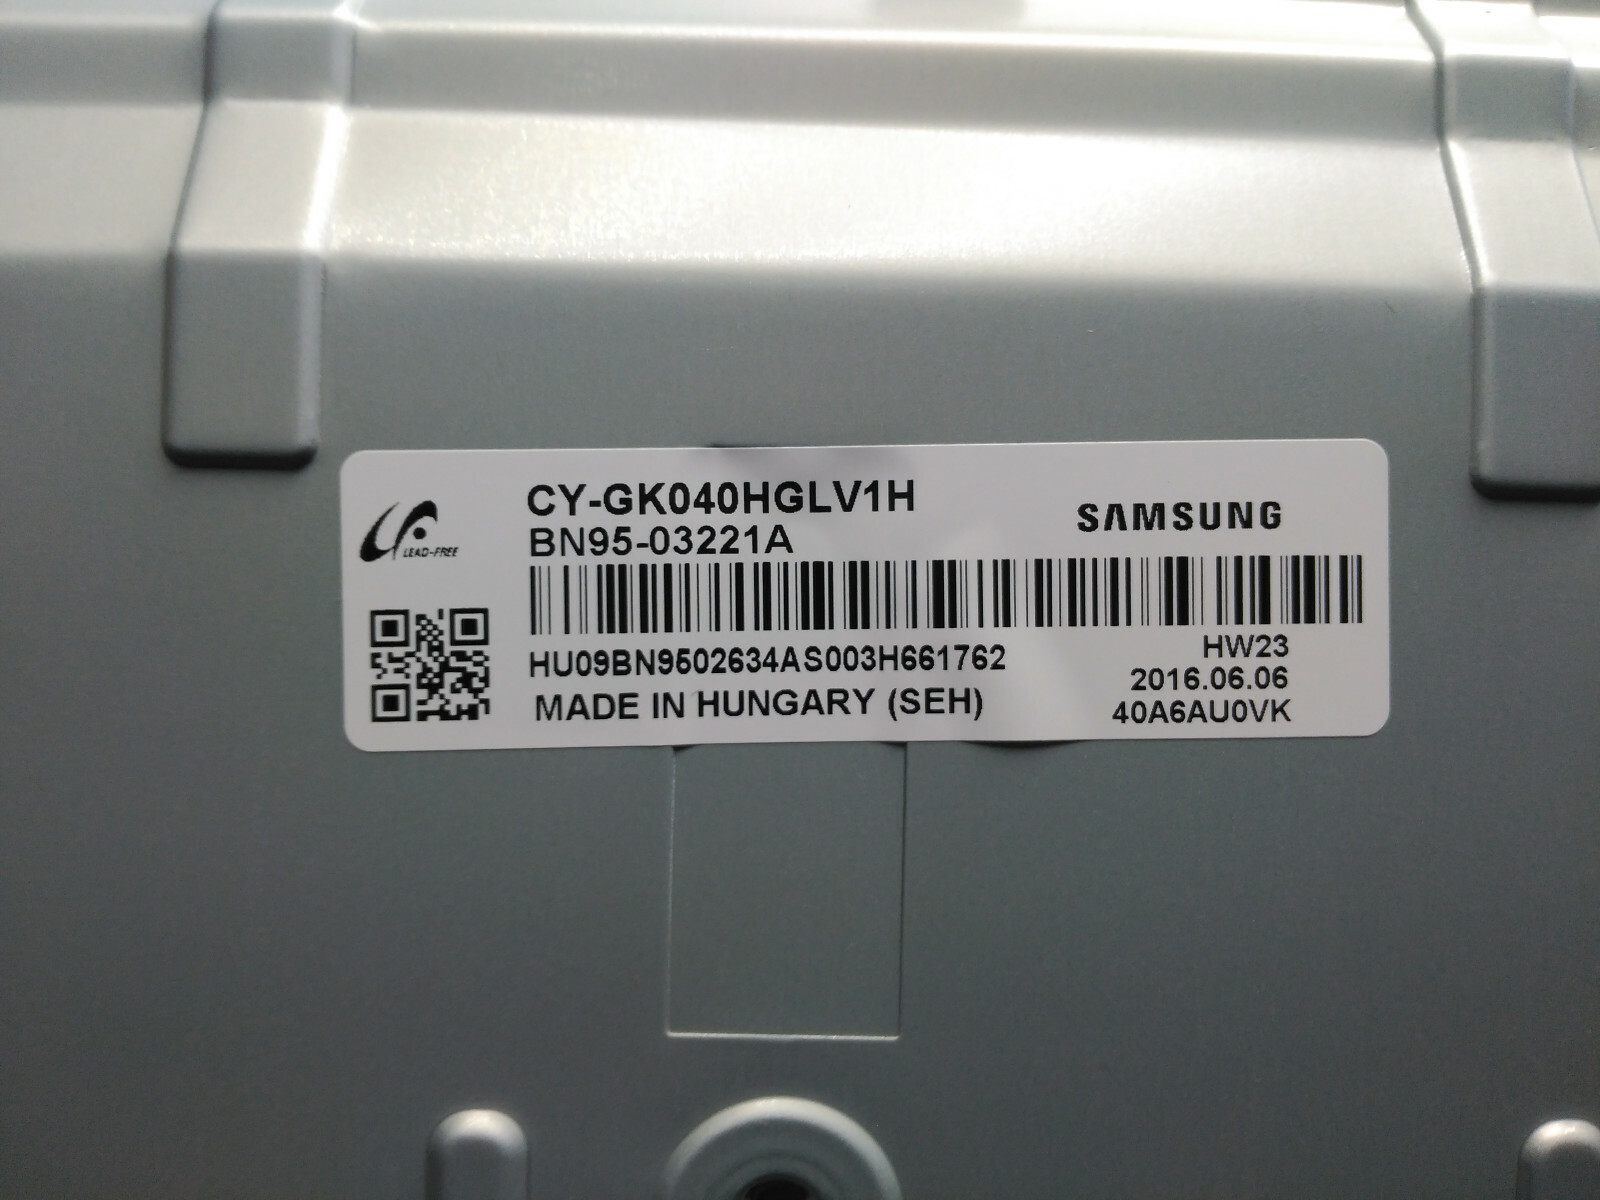 CY-GK040HGLV1H
BN95-03221A
SAMSUNG
LEAD-FREE
HU09BN9502634AS003H661762
MADE IN HUNGARY (SEH)
HW23
2016.06.06
40A6AU0VK